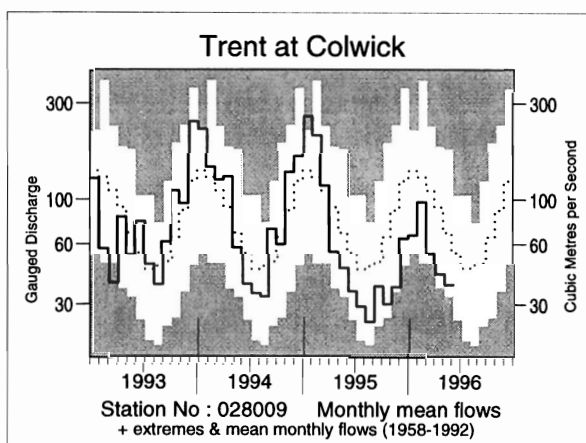 Trent at Colwick
300
100
60
30
Gauged Discharge
300
100
60
30
Cubic Metres per Second
1993 1994 1995 1996
Station No : 028009 Monthly mean flows
+ extremes & mean monthly flows (1958-1992)